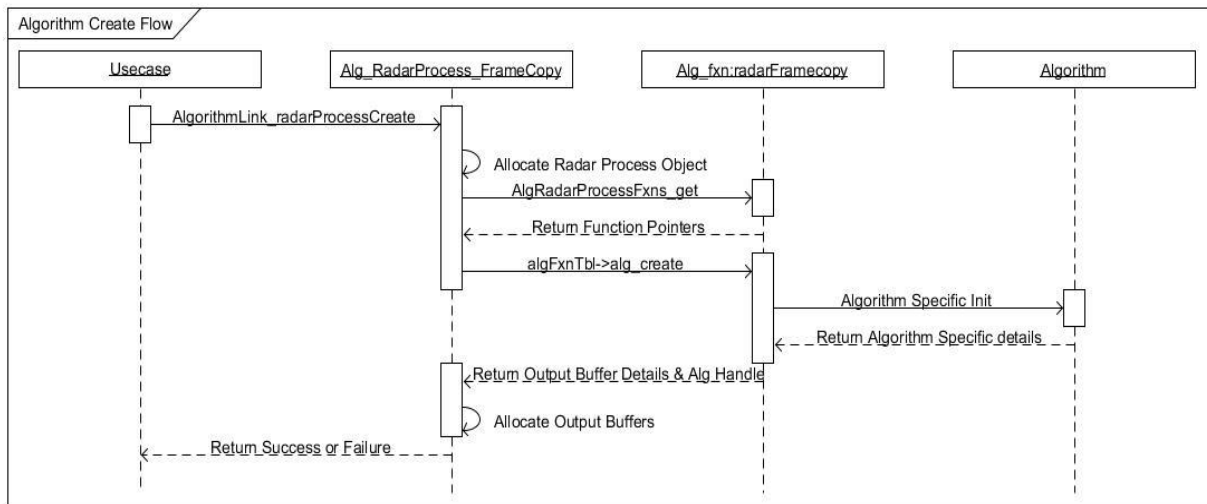 Algorithm Create Flow
Usecase
Alg_RadarProcess_FrameCopy
Alg_fxn:radarFramecopy
Algorithm
AlgorithmLink_radarProcessCreate
Allocate Radar Process Object
AlgRadarProcessFxns_get
Return Function Pointers
algFxnTbl->alg_create
Algorithm Specific Init
Return Algorithm Specific details
Return Output Buffer Details & Alg Handle
Allocate Output Buffers
Return Success or Failure